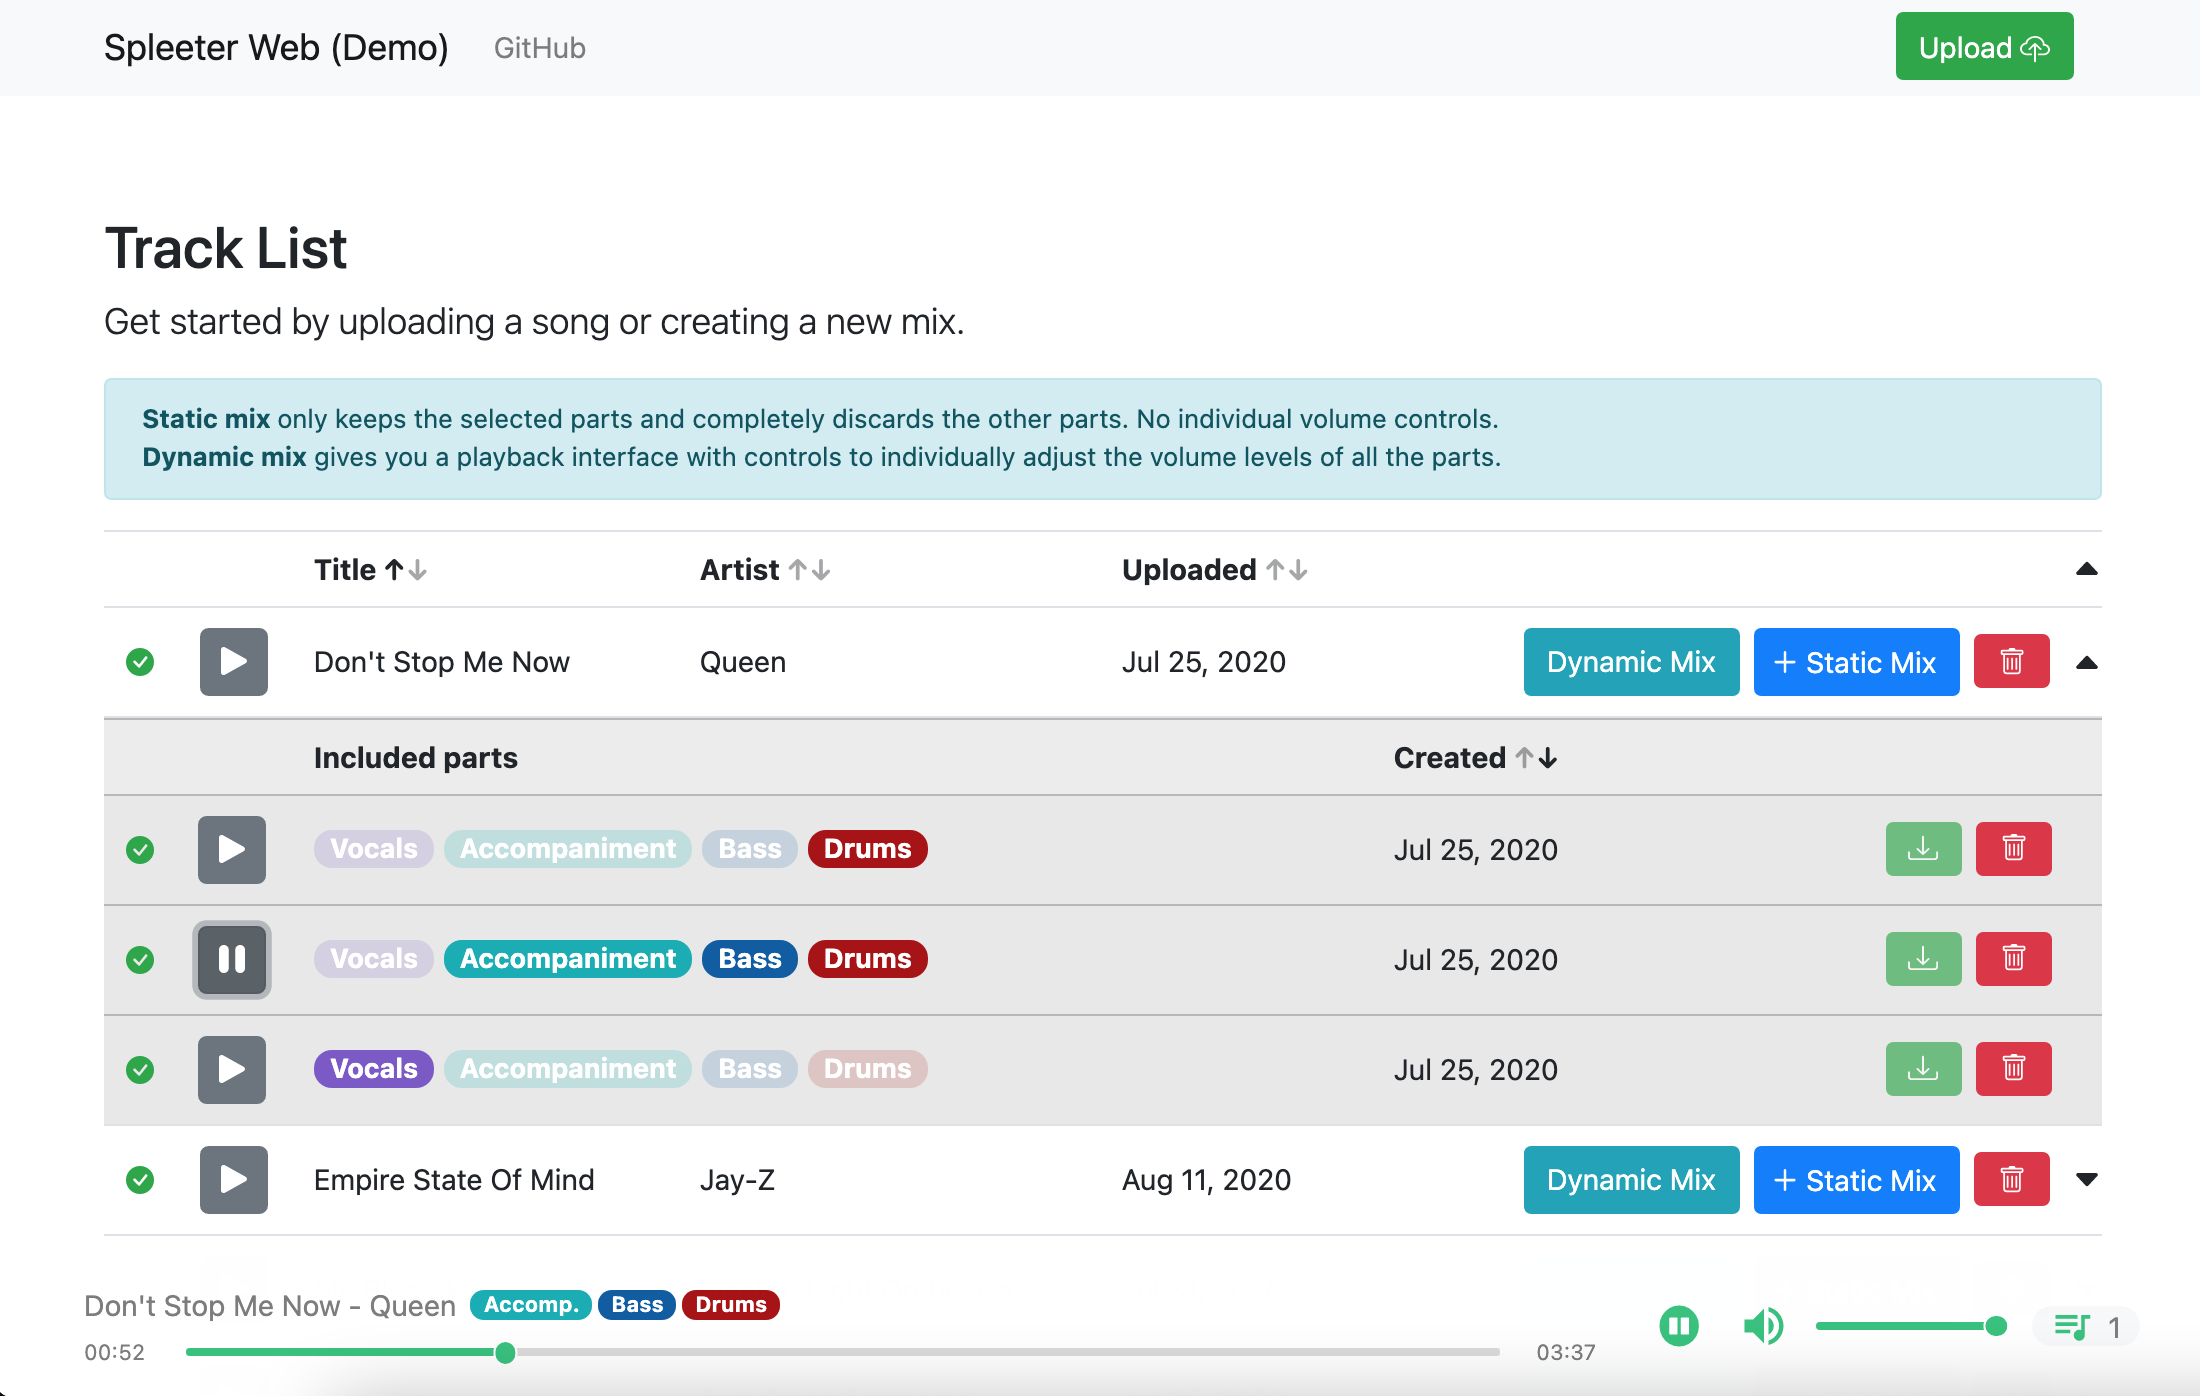 Spleeter Web (Demo) GitHub Upload
Track List
Get started by uploading a song or creating a new mix.
Static mix only keeps the selected parts and completely discards the other parts. No individual volume controls.
Dynamic mix gives you a playback interface with controls to individually adjust the volume levels of all the parts.
Title Artist Uploaded
Don't Stop Me Now Queen Jul 25, 2020 Dynamic Mix + Static Mix
Included parts Created
Vocals Accompaniment Bass Drums Jul 25, 2020
Vocals Accompaniment Bass Drums Jul 25, 2020
Vocals Accompaniment Bass Drums Jul 25, 2020
Empire State Of Mind Jay-Z Aug 11, 2020 Dynamic Mix + Static Mix
Don't Stop Me Now - Queen Accomp. Bass Drums 1
00:52 03:37